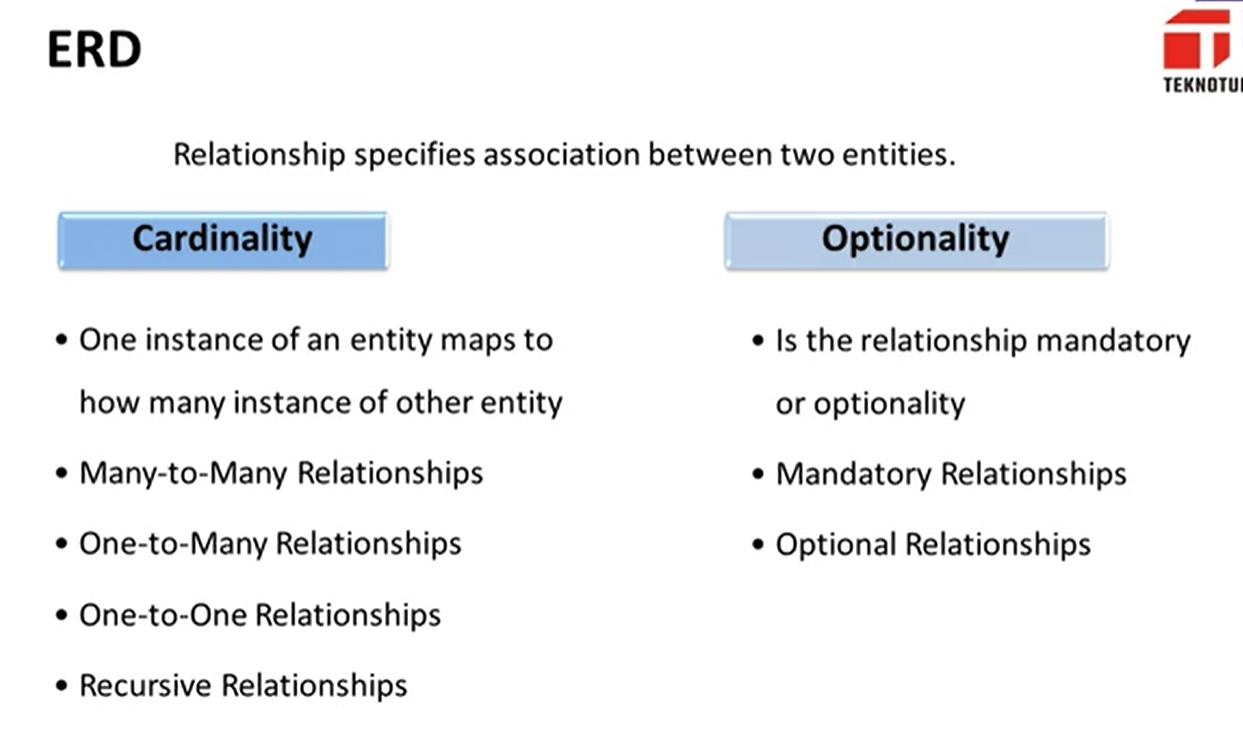 ERD
TEKNOTU
Relationship specifies association between two entities.
Cardinality
• One instance of an entity maps to
how many instance of other entity
• Many-to-Many Relationships
• One-to-Many Relationships
• One-to-One Relationships
• Recursive Relationships
Optionality
• Is the relationship mandatory
or optionality
• Mandatory Relationships
• Optional Relationships